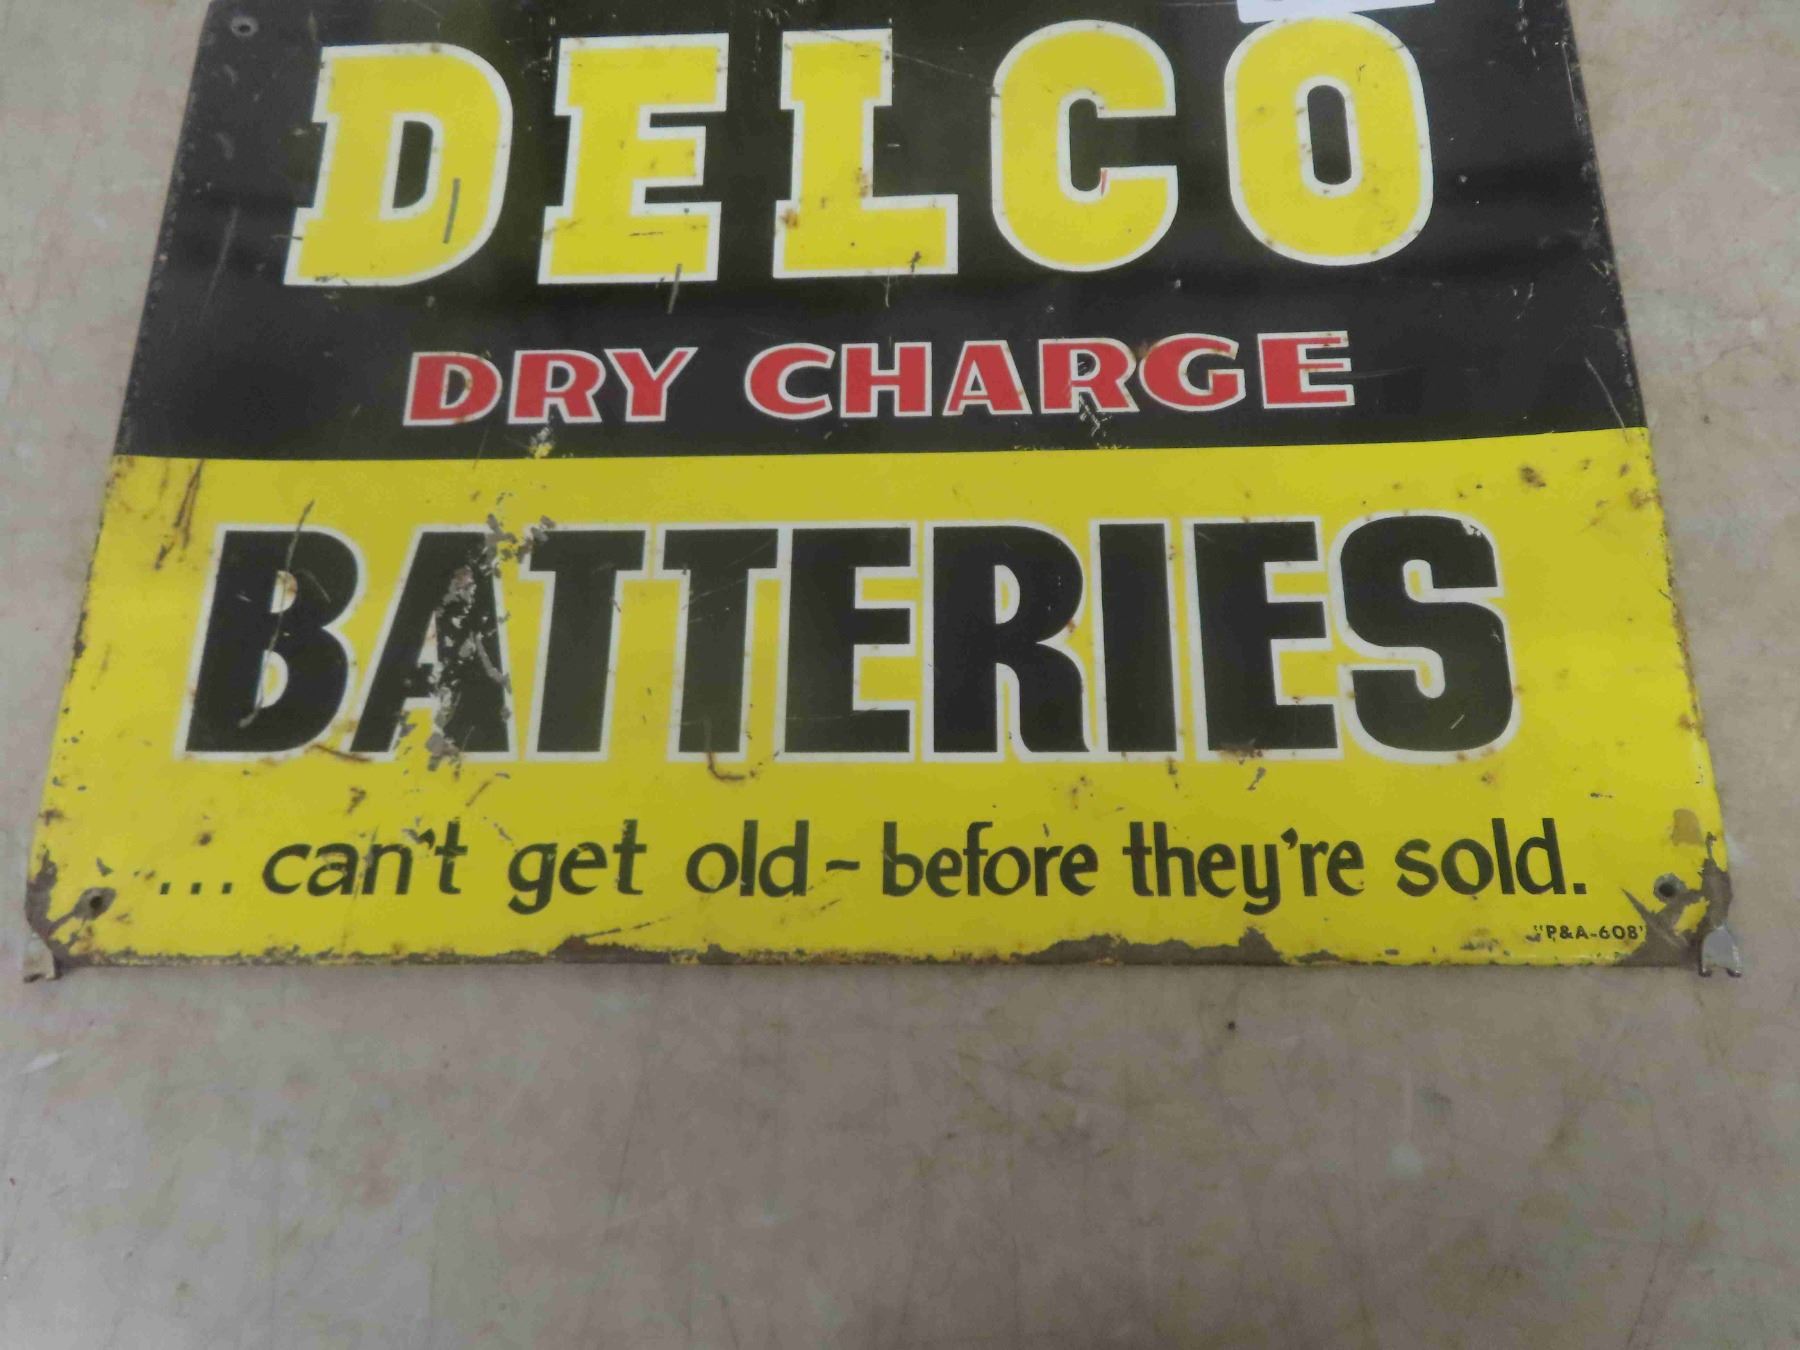 DELCO
DRY CHARGE
BATTERIES
... can't get old - before they're sold.
"P&A-608"